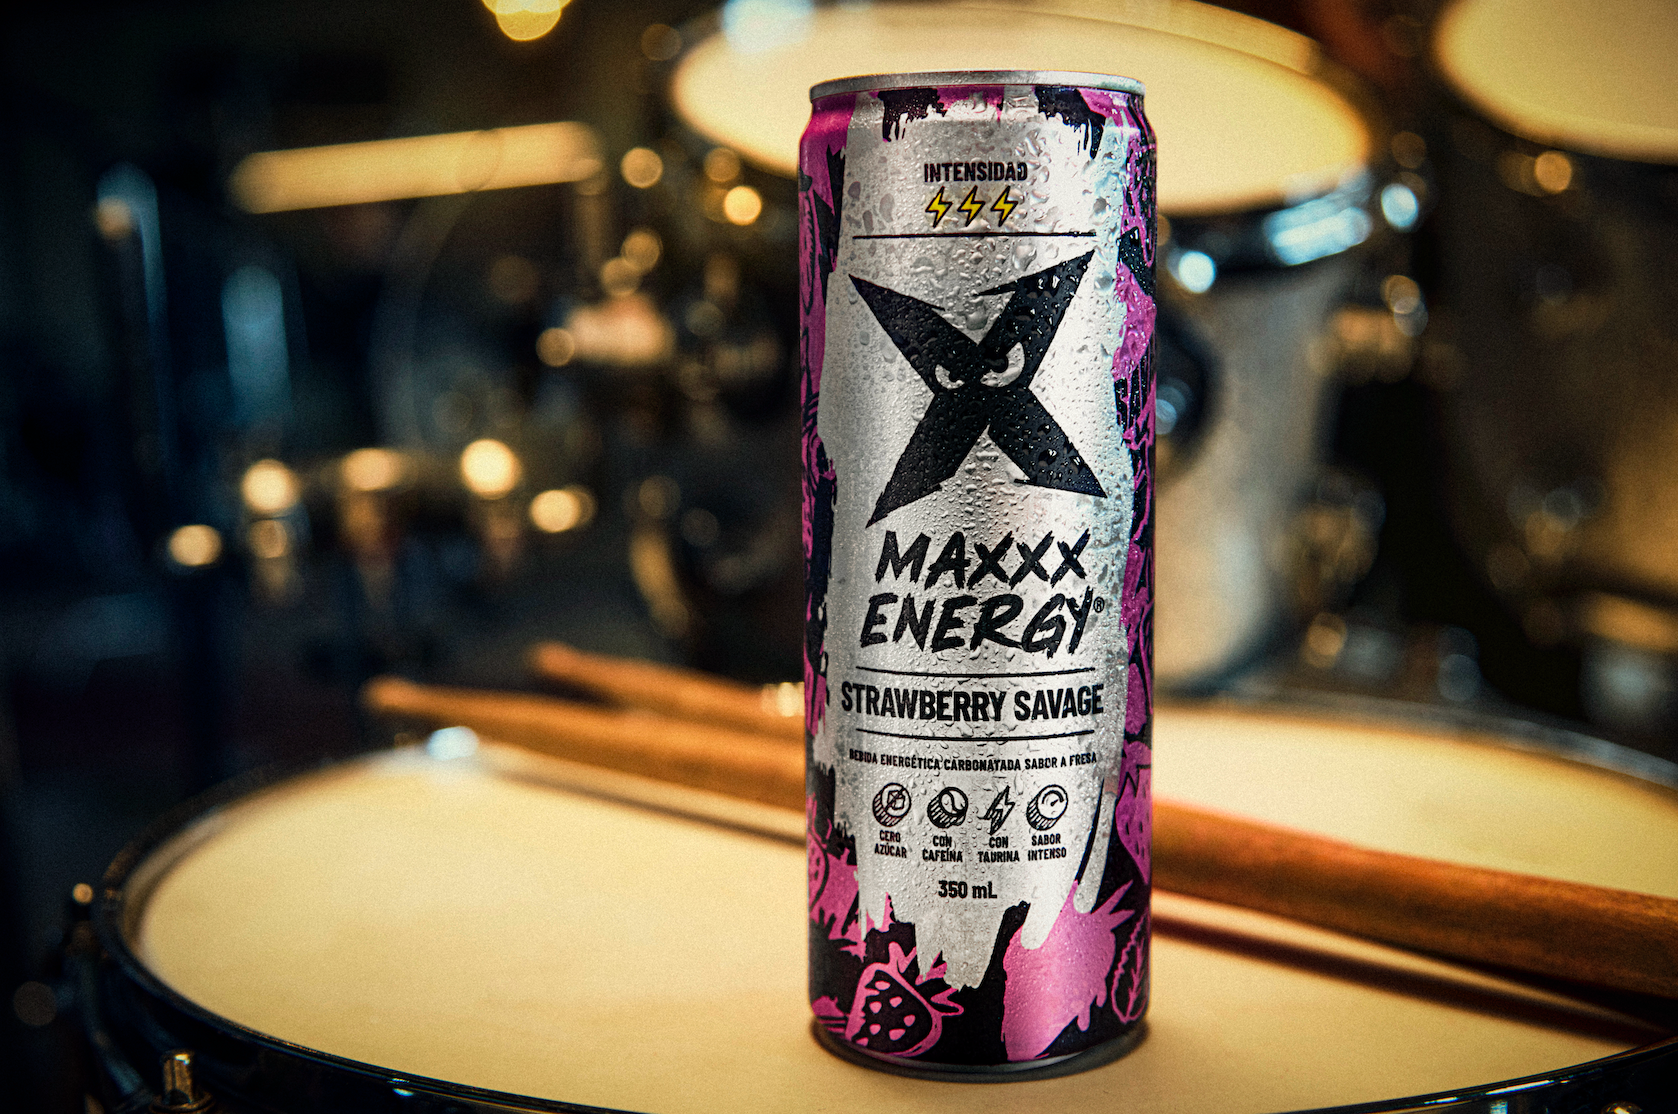 INTENSIDAD
MAXXX
ENERGY®
STRAWBERRY SAVAGE
BEBIDA ENERGÉTICA CARBONATADA SABOR A FRESA
CERO AZÚCAR
CON CAFEÍNA
CON TAURINA
SABOR INTENSO
350 mL